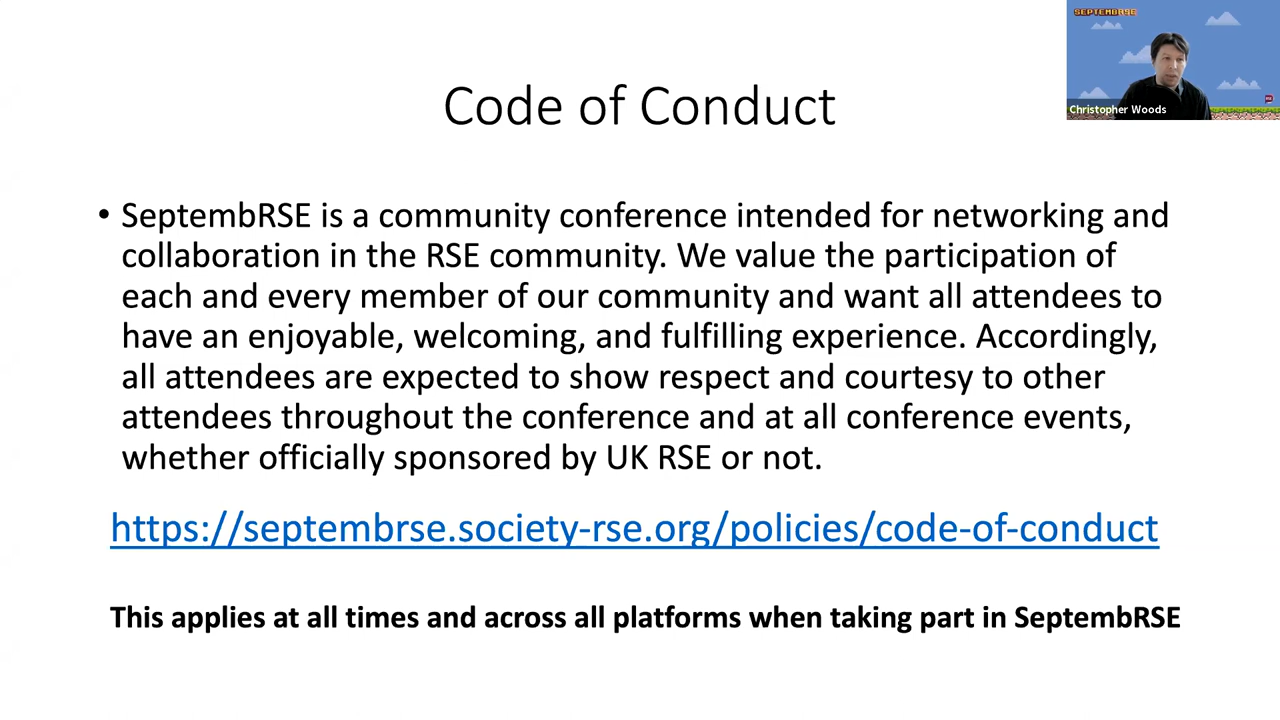 SEPTEMBRSE
Christopher Woods
Code of Conduct
• SeptembRSE is a community conference intended for networking and
collaboration in the RSE community. We value the participation of
each and every member of our community and want all attendees to
have an enjoyable, welcoming, and fulfilling experience. Accordingly,
all attendees are expected to show respect and courtesy to other
attendees throughout the conference and at all conference events,
whether officially sponsored by UK RSE or not.
https://septembrse.society-rse.org/policies/code-of-conduct
This applies at all times and across all platforms when taking part in SeptembRSE